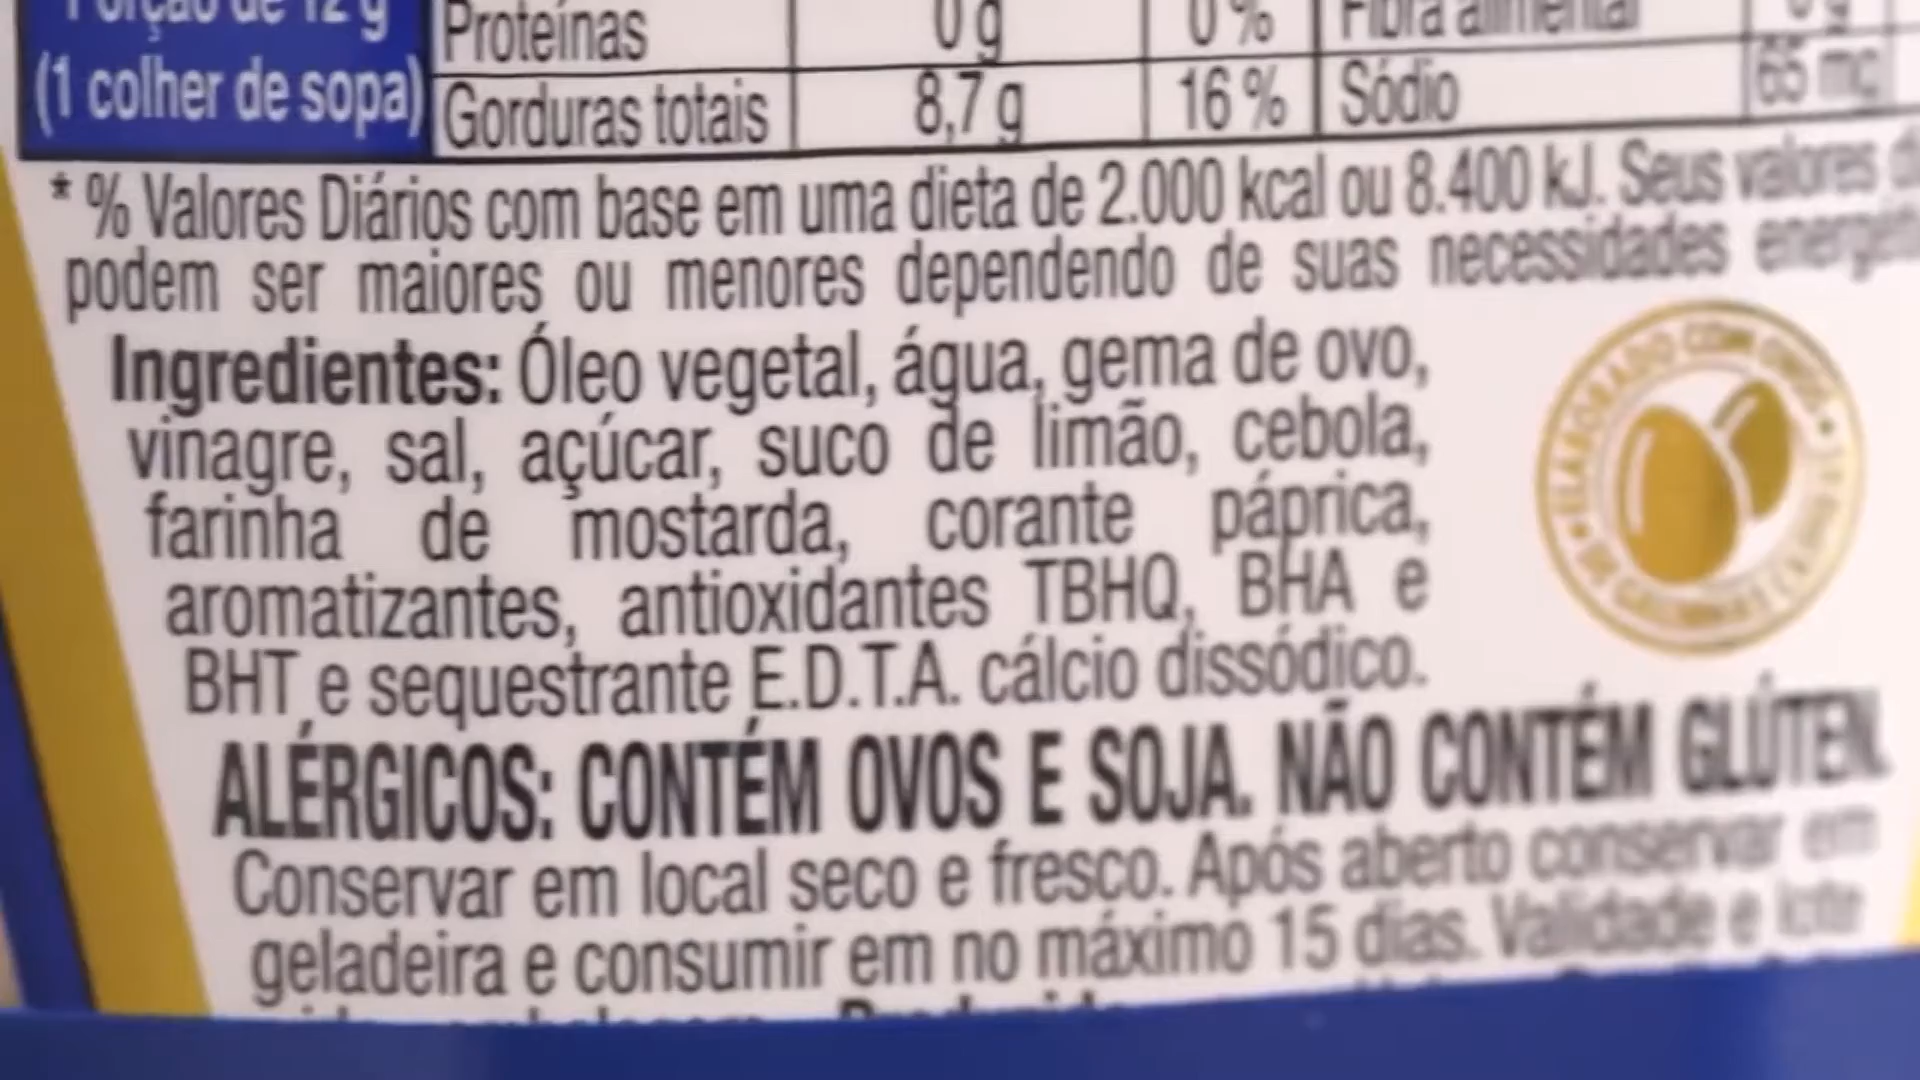 Porção de 12 g
(1 colher de sopa)
Proteínas 0 g 0 % Fibra alimentar
Gorduras totais 8,7 g 16 % Sódio 65 mg
* % Valores Diários com base em uma dieta de 2.000 kcal ou 8.400 kJ. Seus valores
podem ser maiores ou menores dependendo de suas necessidades
Ingredientes: Óleo vegetal, água, gema de ovo,
vinagre, sal, açúcar, suco de limão, cebola,
farinha de mostarda, corante páprica,
aromatizantes, antioxidantes TBHQ, BHA e
BHT e sequestrante E.D.T.A. cálcio dissódico.
ELABORADO COM OVOS
DE GALINHAS
ALÉRGICOS: CONTÉM OVOS E SOJA. NÃO CONTÉM GLÚTEN.
Conservar em local seco e fresco. Após aberto conservar em
geladeira e consumir em no máximo 15 dias. Validade e lote